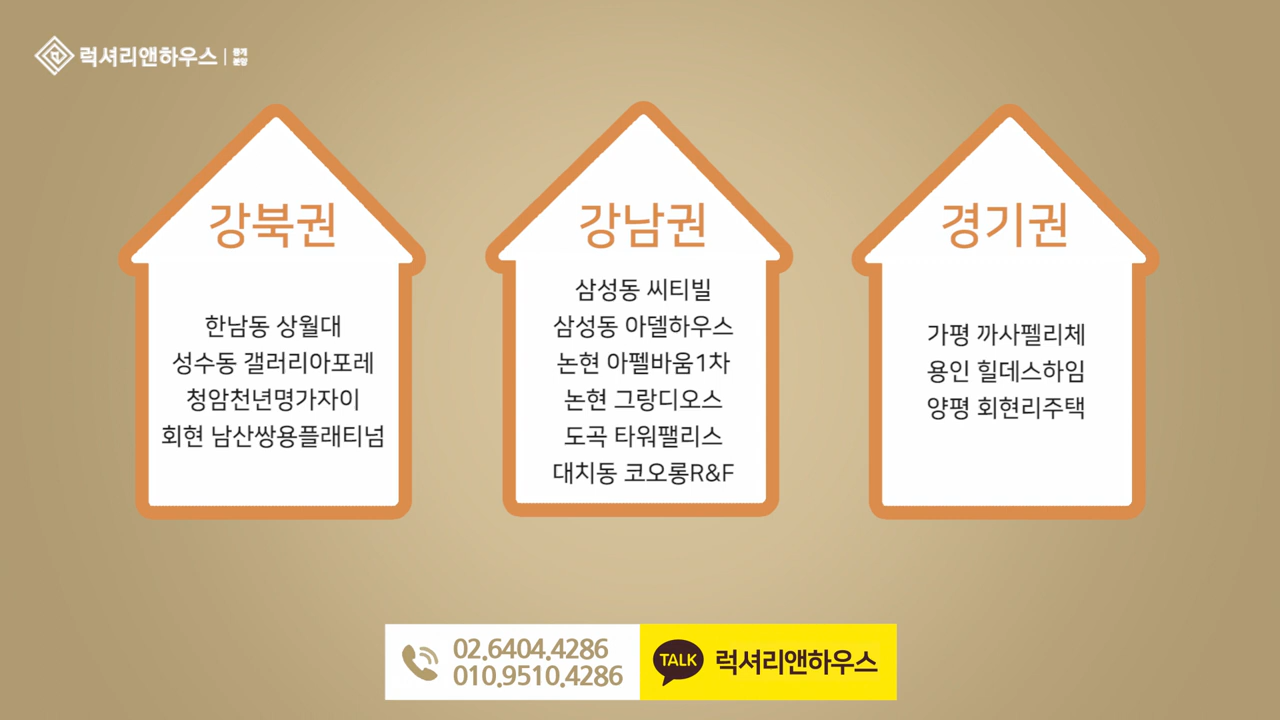 럭셔리앤하우스
중개
분양
강북권
한남동 상월대
성수동 갤러리아포레
청암천년명가자이
회현 남산쌍용플래티넘
강남권
삼성동 씨티빌
삼성동 아델하우스
논현 아펠바움1차
논현 그랑디오스
도곡 타워팰리스
대치동 코오롱R&F
경기권
가평 까사펠리체
용인 힐데스하임
양평 회현리주택
02.6404.4286
010.9510.4286
TALK 럭셔리앤하우스